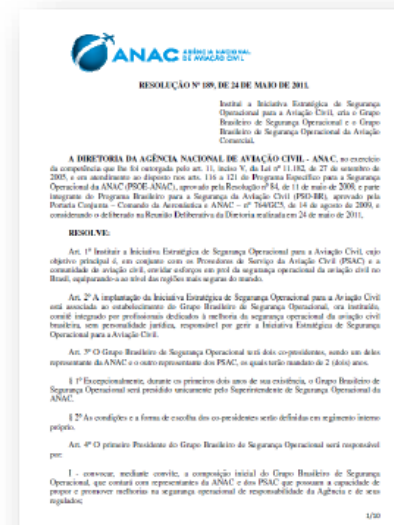 ANAC AGÊNCIA NACIONAL
DE AVIAÇÃO CIVIL
RESOLUÇÃO Nº 189, DE 24 DE MAIO DE 2011.
Institui a Iniciativa Estratégica de Segurança
Operacional para a Aviação Civil, cria o Grupo
Brasileiro de Segurança Operacional e o Grupo
Brasileiro de Segurança Operacional da Aviação
Comercial.
A DIRETORIA DA AGÊNCIA NACIONAL DE AVIAÇÃO CIVIL - ANAC, no exercício
da competência que lhe foi outorgada pelo art. 11, inciso V, da Lei nº 11.182, de 27 de setembro de
2005, e em atendimento ao disposto nos arts. 116 a 121 do Programa Específico para a Segurança
Operacional da ANAC (PSOE-ANAC), aprovado pela Resolução nº 84, de 11 de maio de 2009, e parte
integrante do Programa Brasileiro para a Segurança da Aviação Civil (PSO-BR), aprovado pela
Portaria Conjunta – Comando da Aeronáutica e ANAC – nº 764/GC5, de 14 de agosto de 2009, e
considerando o deliberado na Reunião Deliberativa da Diretoria realizada em 24 de maio de 2011,
RESOLVE:
Art. 1º Instituir a Iniciativa Estratégica de Segurança Operacional para a Aviação Civil, cujo
objetivo principal é, em conjunto com os Provedores de Serviço da Aviação Civil (PSAC) e a
comunidade de aviação civil, envidar esforços em prol da segurança operacional da aviação civil no
Brasil, equiparando-a ao nível das regiões mais seguras do mundo.
Art. 2º A implantação da Iniciativa Estratégica de Segurança Operacional para a Aviação Civil
está associada ao estabelecimento do Grupo Brasileiro de Segurança Operacional, ora instituído,
comitê integrado por profissionais dedicados à melhoria da segurança operacional da aviação civil
brasileira, sem personalidade jurídica, responsável por gerir a Iniciativa Estratégica de Segurança
Operacional para a Aviação Civil.
Art. 3º O Grupo Brasileiro de Segurança Operacional terá dois co-presidentes, sendo um deles
representante da ANAC e o outro representante dos PSAC, os quais terão mandato de 2 (dois) anos.
§ 1º Excepcionalmente, durante os primeiros dois anos de sua existência, o Grupo Brasileiro de
Segurança Operacional será presidido unicamente pelo Superintendente de Segurança Operacional da
ANAC.
§ 2º As condições e a forma de escolha dos co-presidentes serão definidas em regimento interno
próprio.
Art. 4º O primeiro Presidente do Grupo Brasileiro de Segurança Operacional será responsável
por:
I - convocar, mediante convite, a composição inicial do Grupo Brasileiro de Segurança
Operacional, que contará com representantes da ANAC e dos PSAC que possuam a capacidade de
propor e promover melhorias na segurança operacional de responsabilidade da Agência e de seus
regulados;
1/10